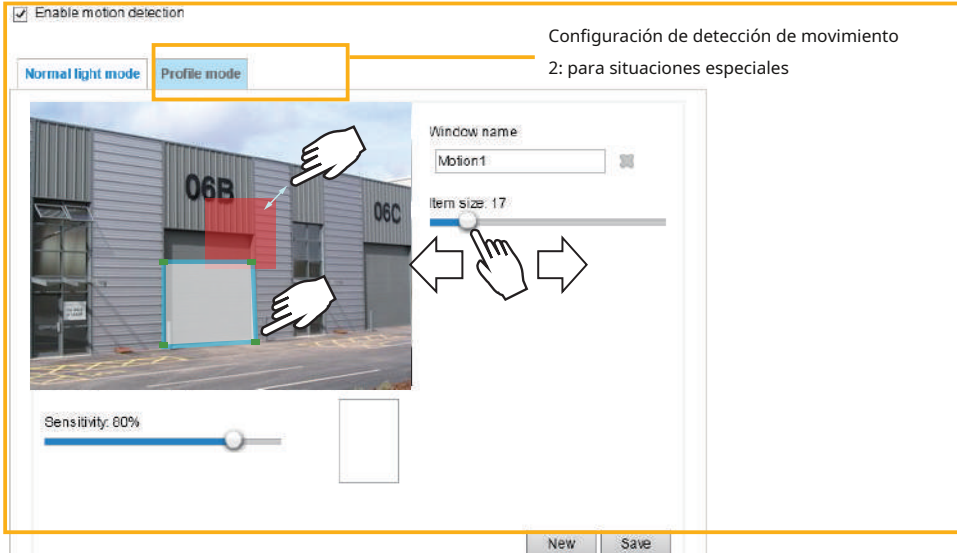 Enable motion detection
Configuración de detección de movimiento
2: para situaciones especiales
Normal light mode
Profile mode
Window name
06B
Motion1
06C
Item size: 17
Sensitivity: 80%
New
Save